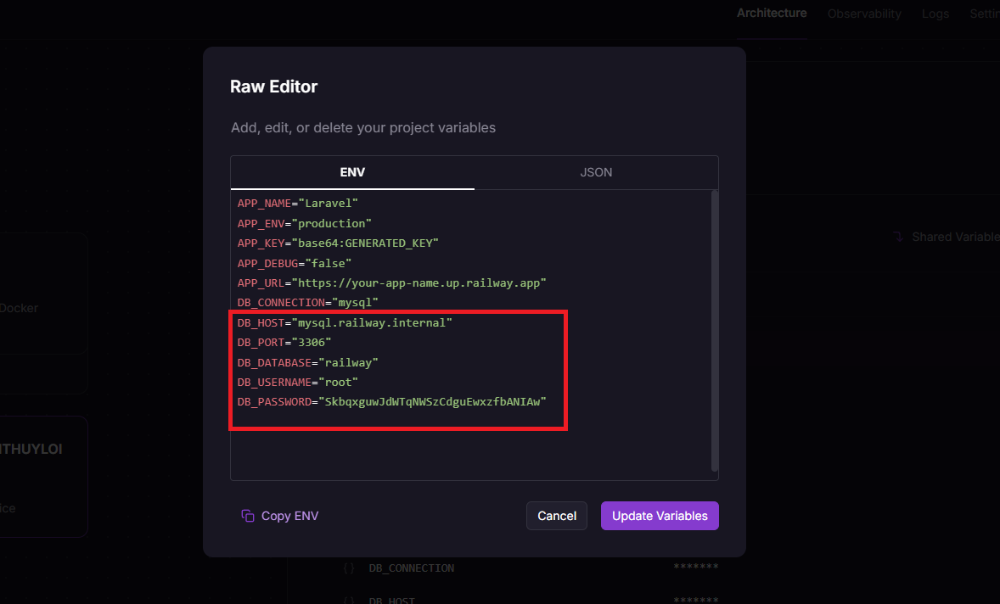 Architecture Observability Logs
Raw Editor
Add, edit, or delete your project variables
ENV JSON
APP_NAME="Laravel"
APP_ENV="production"
APP_KEY="base64:GENERATED_KEY"
APP_DEBUG="false"
APP_URL="https://your-app-name.up.railway.app"
DB_CONNECTION="mysql"
DB_HOST="mysql.railway.internal"
DB_PORT="3306"
DB_DATABASE="railway"
DB_USERNAME="root"
DB_PASSWORD="SkbqxguwJdWTqNWSzCdguEwxzfbANIAw"
Shared Variable
Docker
ITHUYLOI
ice
Copy ENV Cancel Update Variables
{} DB_CONNECTION *******
{} DB_HOST *******